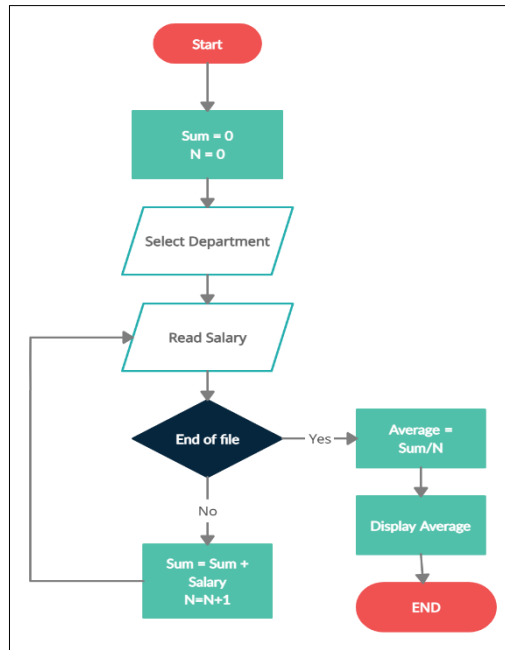 Start
Sum = 0
N = 0
Select Department
Read Salary
End of file
Yes
Average =
Sum/N
Display Average
END
No
Sum = Sum +
Salary
N=N+1